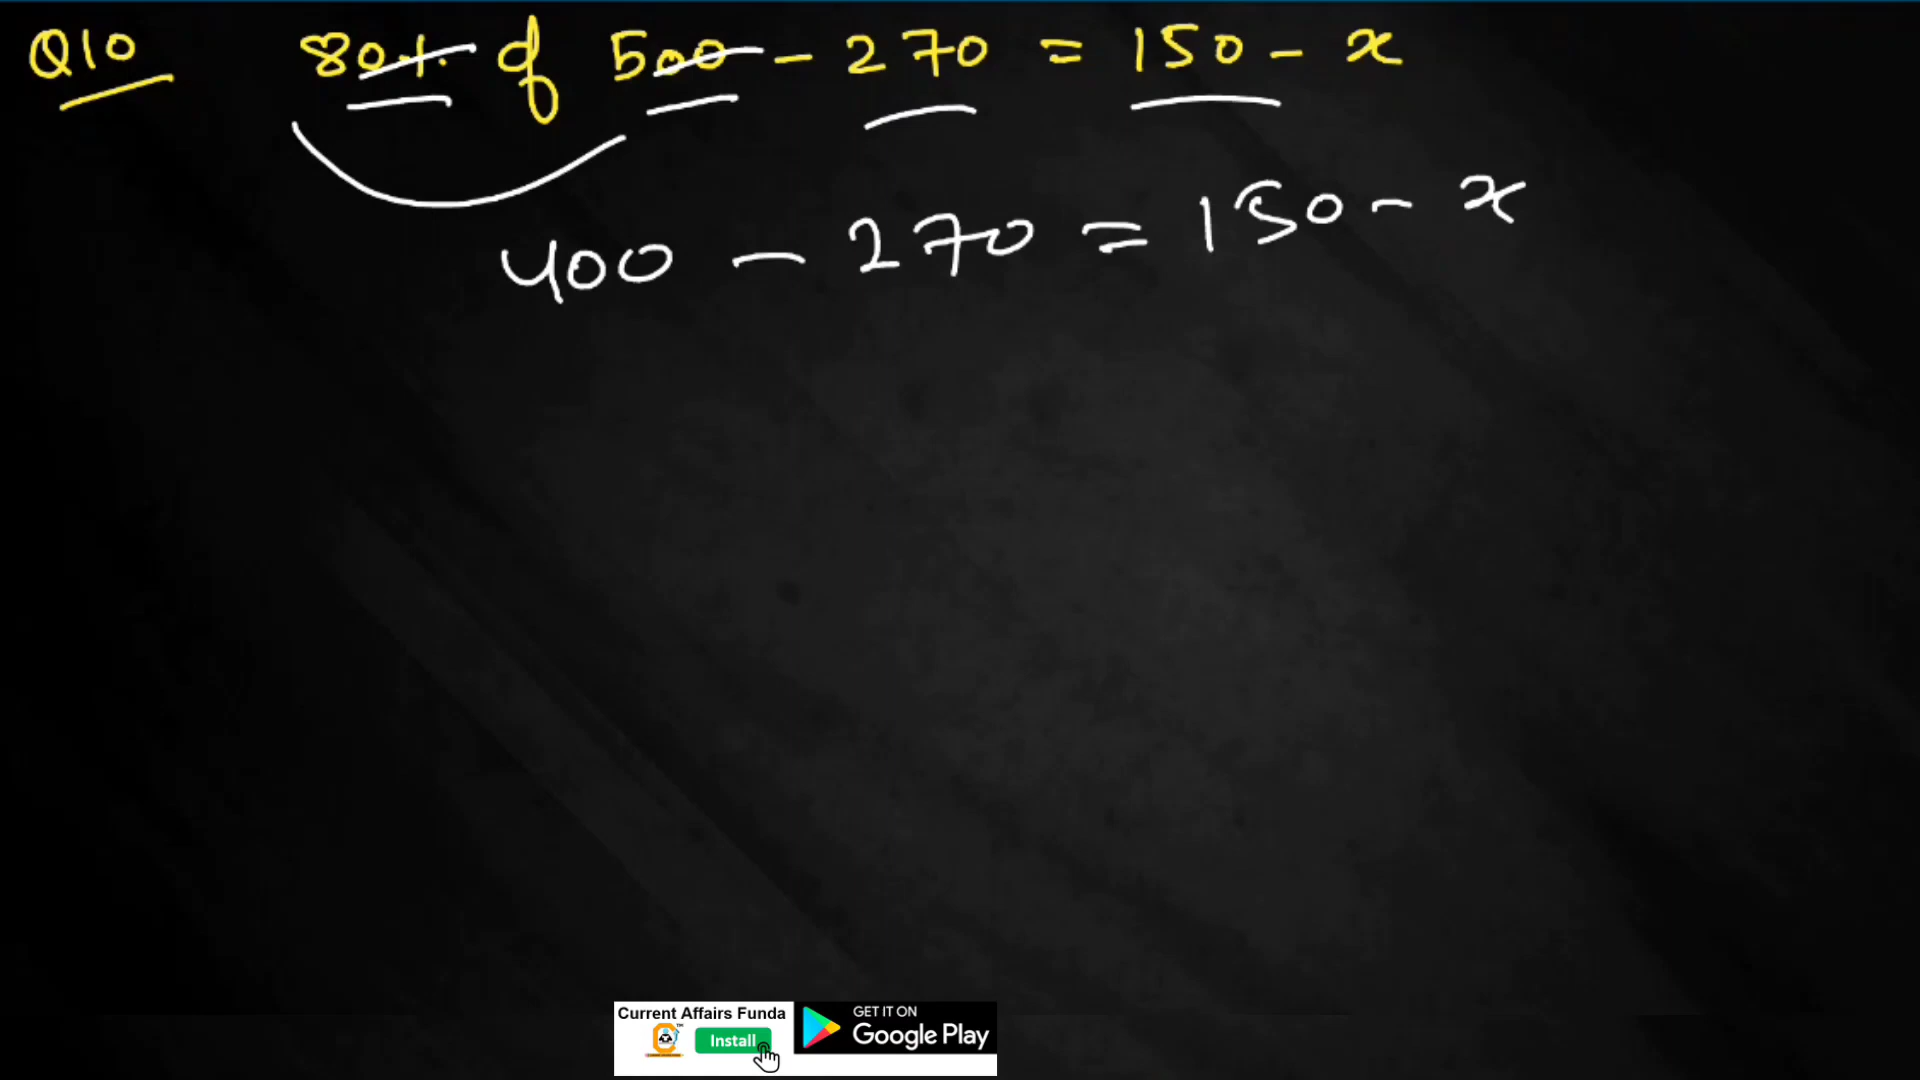 Q10 80% of 500 - 270 = 150 - x
400 - 270 = 150 - x
Current Affairs Funda
Install
GET IT ON
Google Play